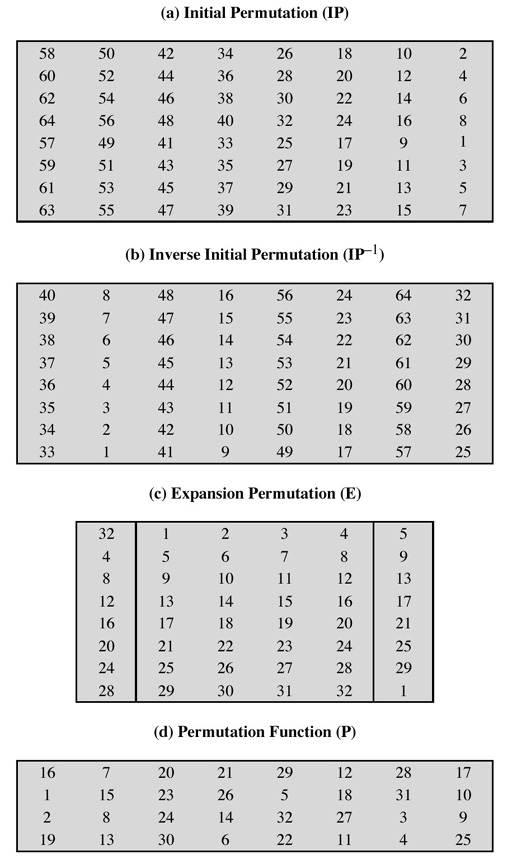 (a) Initial Permutation (IP)
58 50 42 34 26 18 10 2
60 52 44 36 28 20 12 4
62 54 46 38 30 22 14 6
64 56 48 40 32 24 16 8
57 49 41 33 25 17 9 1
59 51 43 35 27 19 11 3
61 53 45 37 29 21 13 5
63 55 47 39 31 23 15 7
(b) Inverse Initial Permutation (IP⁻¹)
40 8 48 16 56 24 64 32
39 7 47 15 55 23 63 31
38 6 46 14 54 22 62 30
37 5 45 13 53 21 61 29
36 4 44 12 52 20 60 28
35 3 43 11 51 19 59 27
34 2 42 10 50 18 58 26
33 1 41 9 49 17 57 25
(c) Expansion Permutation (E)
32 1 2 3 4 5
4 5 6 7 8 9
8 9 10 11 12 13
12 13 14 15 16 17
16 17 18 19 20 21
20 21 22 23 24 25
24 25 26 27 28 29
28 29 30 31 32 1
(d) Permutation Function (P)
16 7 20 21 29 12 28 17
1 15 23 26 5 18 31 10
2 8 24 14 32 27 3 9
19 13 30 6 22 11 4 25